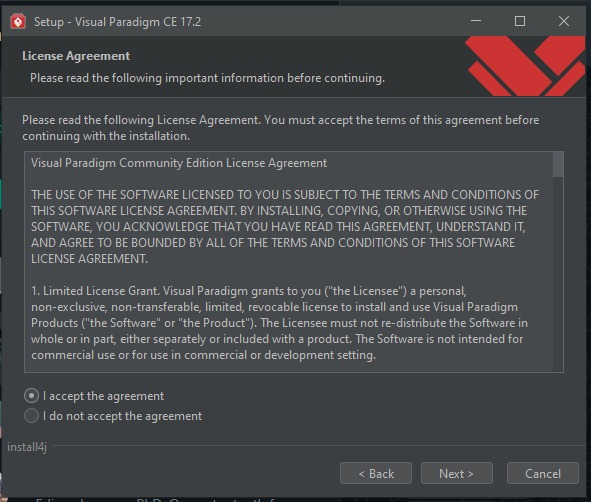 Setup - Visual Paradigm CE 17.2
License Agreement
Please read the following important information before continuing.
Please read the following License Agreement. You must accept the terms of this agreement before
continuing with the installation.
Visual Paradigm Community Edition License Agreement
THE USE OF THE SOFTWARE LICENSED TO YOU IS SUBJECT TO THE TERMS AND CONDITIONS OF
THIS SOFTWARE LICENSE AGREEMENT. BY INSTALLING, COPYING, OR OTHERWISE USING THE
SOFTWARE, YOU ACKNOWLEDGE THAT YOU HAVE READ THIS AGREEMENT, UNDERSTAND IT,
AND AGREE TO BE BOUND BY ALL OF THE TERMS AND CONDITIONS OF THIS SOFTWARE
LICENSE AGREEMENT.
1. Limited License Grant. Visual Paradigm grants to you ("the Licensee") a personal,
non-exclusive, non-transferable, limited, revocable license to install and use Visual Paradigm
Products ("the Software" or "the Product"). The Licensee must not re-distribute the Software in
whole or in part, either separately or included with a product. The Software is not intended for
commercial use or for use in commercial or development setting.
I accept the agreement
I do not accept the agreement
install4j
< Back
Next >
Cancel